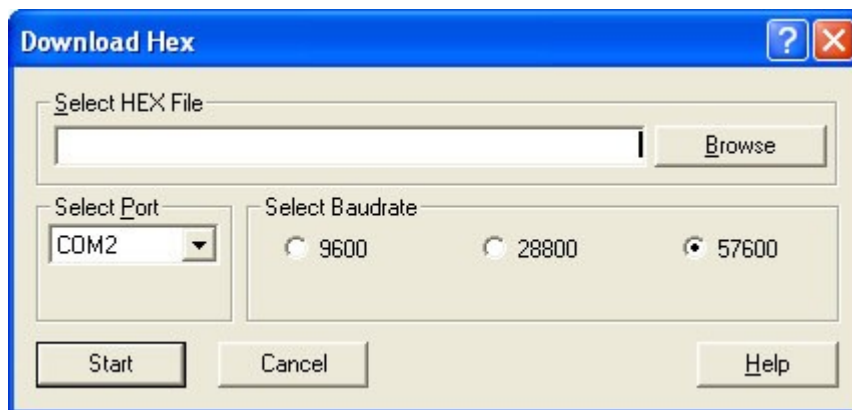 Download Hex
?
Select HEX File
Browse
Select Port
COM2
Select Baudrate
9600 28800 57600
Start Cancel Help